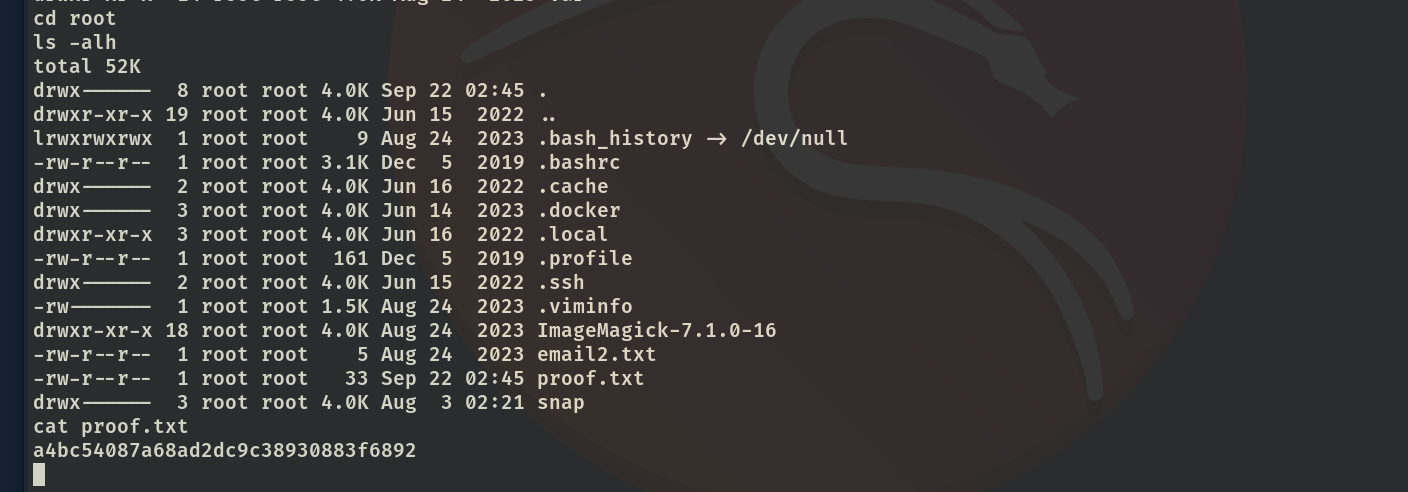 cd root
ls -alh
total 52K
drwx------  8 root root 4.0K Sep 22 02:45 .
drwxr-xr-x 19 root root 4.0K Jun 15  2022 ..
lrwxrwxrwx  1 root root    9 Aug 24  2023 .bash_history -> /dev/null
-rw-r--r--  1 root root 3.1K Dec  5  2019 .bashrc
drwx------  2 root root 4.0K Jun 16  2022 .cache
drwx------  3 root root 4.0K Jun 14  2023 .docker
drwxr-xr-x  3 root root 4.0K Jun 16  2022 .local
-rw-r--r--  1 root root  161 Dec  5  2019 .profile
drwx------  2 root root 4.0K Jun 15  2022 .ssh
-rw-------  1 root root 1.5K Aug 24  2023 .viminfo
drwxr-xr-x 18 root root 4.0K Aug 24  2023 ImageMagick-7.1.0-16
-rw-r--r--  1 root root    5 Aug 24  2023 email2.txt
-rw-r--r--  1 root root   33 Sep 22 02:45 proof.txt
drwx------  3 root root 4.0K Aug  3 02:21 snap
cat proof.txt
a4bc54087a68ad2dc9c38930883f6892